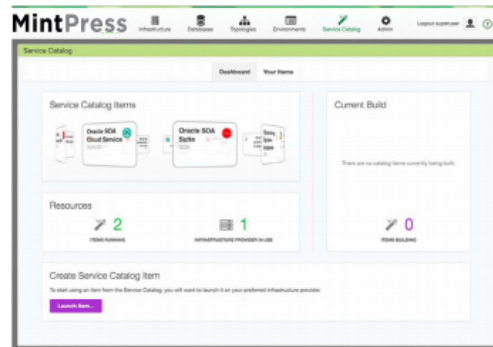 MintPress
Infrastructure
Databases
Topologies
Environments
Service Catalog
Admin
Logout superuser
Service Catalog
Dashboard
Your Items
Service Catalog Items
Oracle SOA
Cloud Service
Oracle SOA
Suite
SOA
Current Build
There are no catalog items currently being built.
Resources
2
ITEMS RUNNING
1
INFRASTRUCTURE PROVIDER IN USE
0
ITEMS BUILDING
Create Service Catalog Item
To start using an item from the Service Catalog, you will want to launch it on your preferred infrastructure provider.
Launch Item...